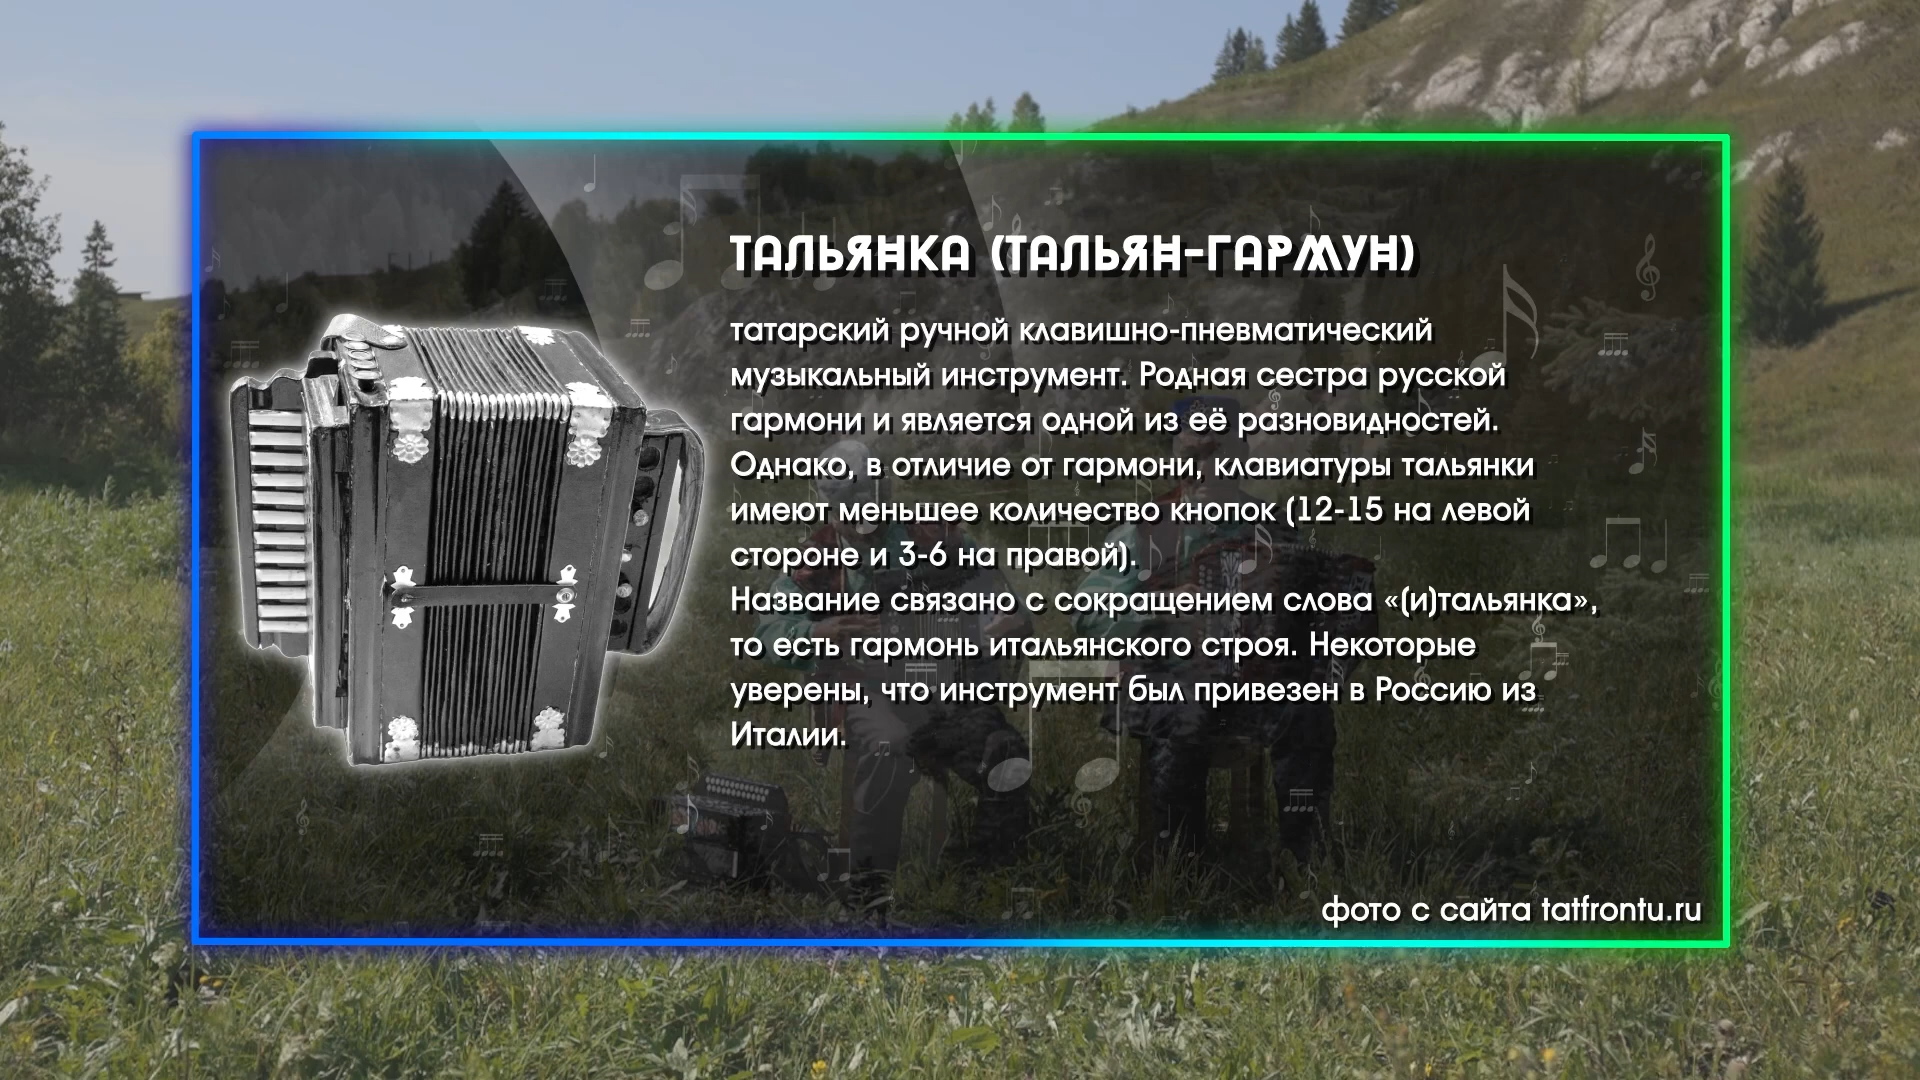 ТАЛЬЯНКА (ТАЛЬЯН-ГАРМУН)
татарский ручной клавишно-пневматический
музыкальный инструмент. Родная сестра русской
гармони и является одной из её разновидностей.
Однако, в отличие от гармони, клавиатуры тальянки
имеют меньшее количество кнопок (12-15 на левой
стороне и 3-6 на правой).
Название связано с сокращением слова «(и)тальянка»,
то есть гармонь итальянского строя. Некоторые
уверены, что инструмент был привезен в Россию из
Италии.
фото с сайта tatfrontu.ru